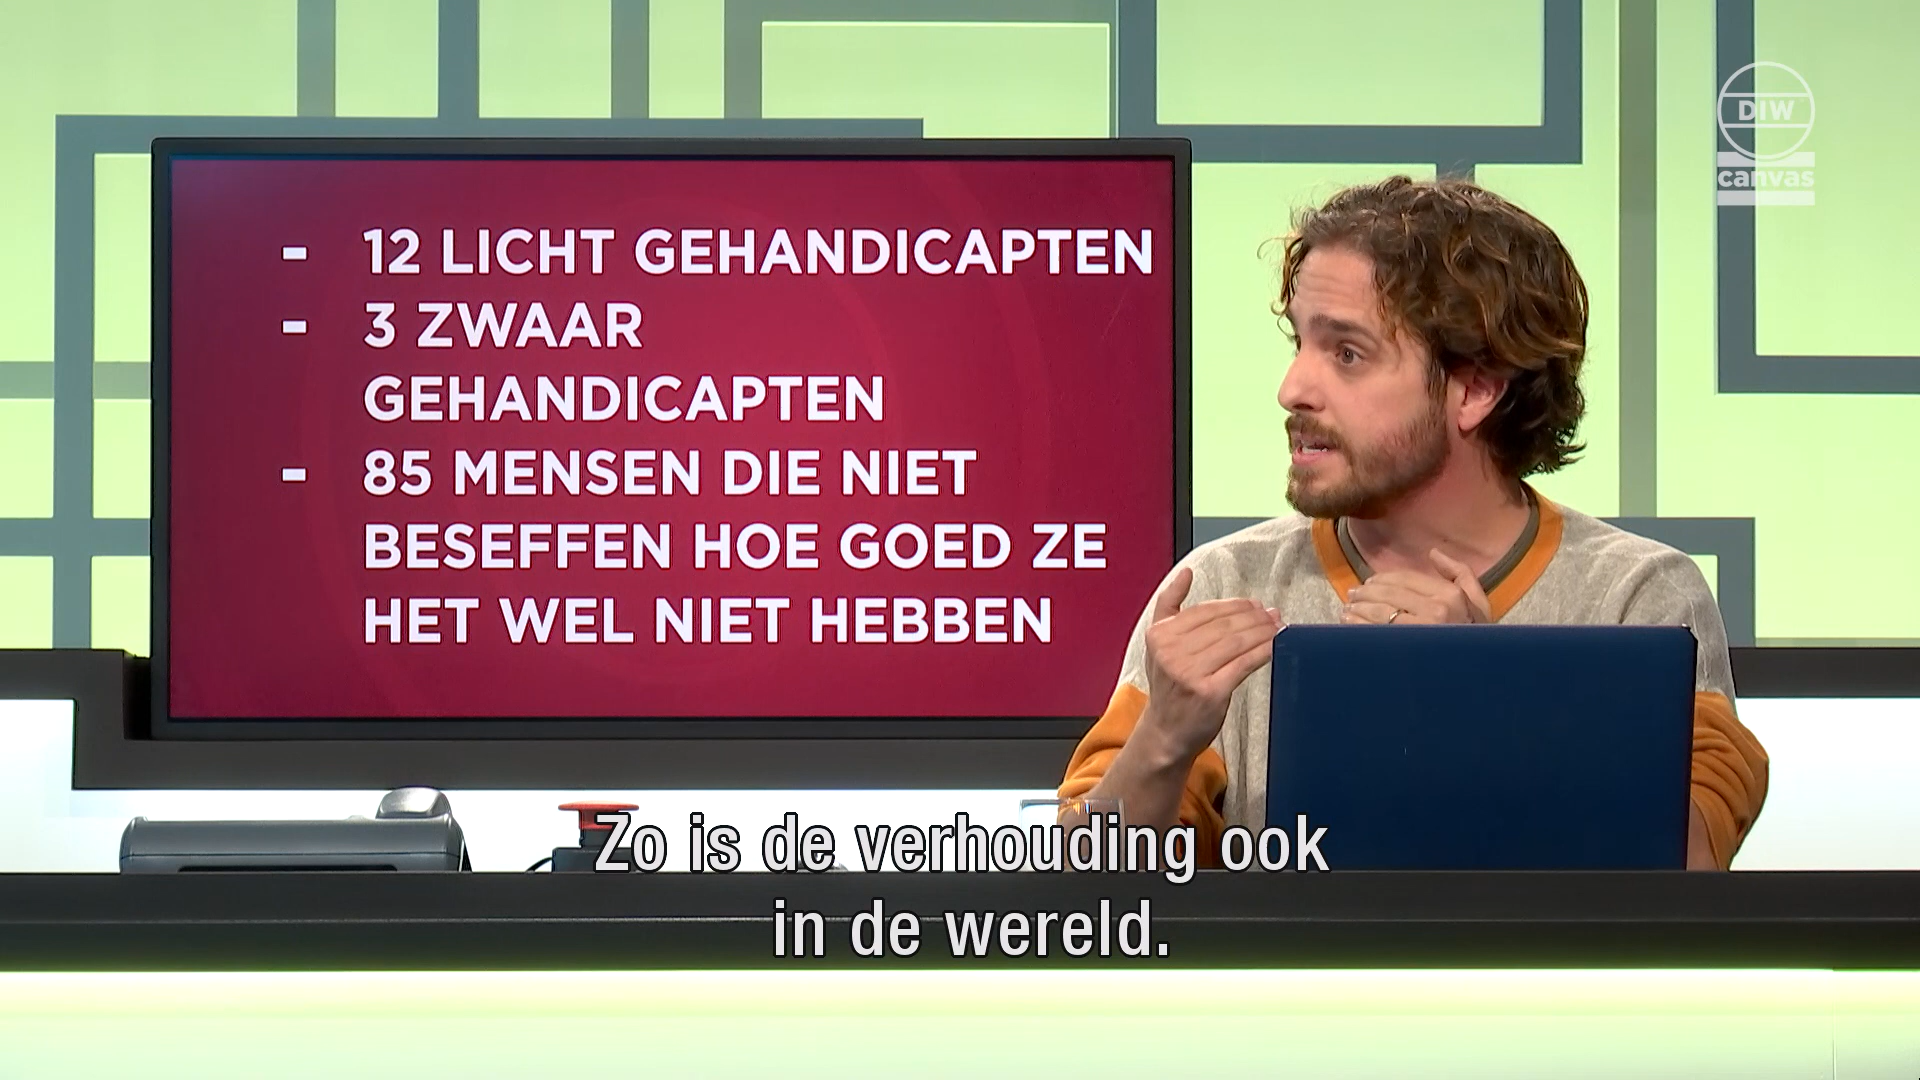 DIW
canvas
- 12 LICHT GEHANDICAPTEN
- 3 ZWAAR
GEHANDICAPTEN
- 85 MENSEN DIE NIET
BESEFFEN HOE GOED ZE
HET WEL NIET HEBBEN
Zo is de verhouding ook
in de wereld.